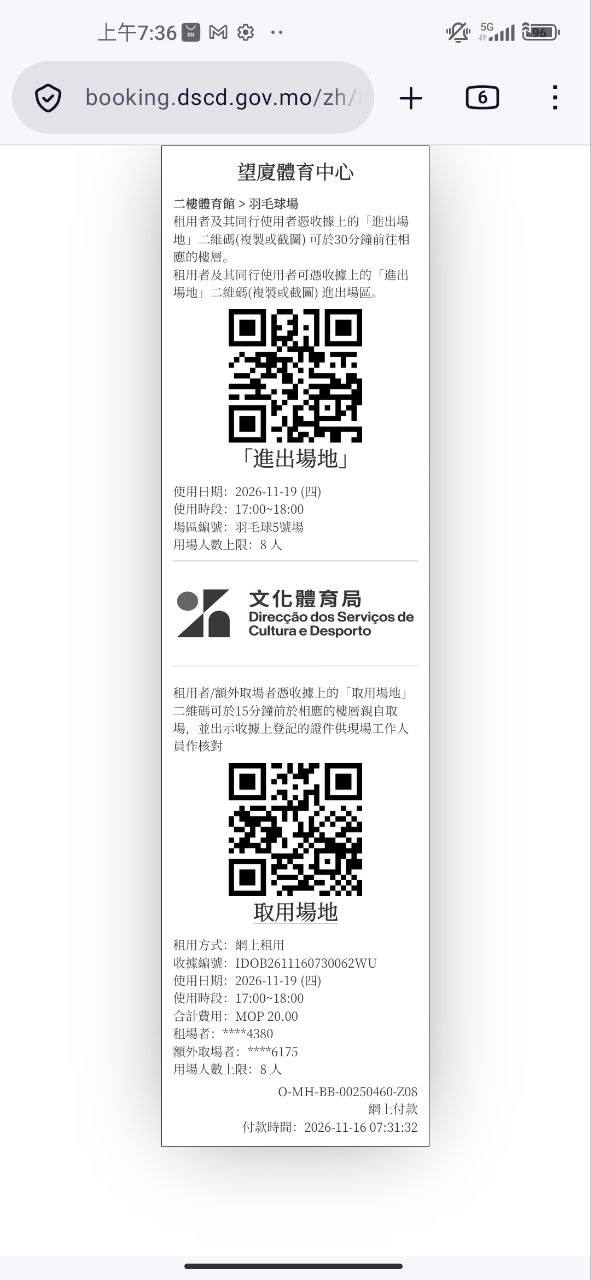 上午7:36
5G
96
booking.dscd.gov.mo/zh/
6
望廈體育中心
二樓體育館 > 羽毛球場
租用者及其同行使用者憑收據上的「進出場
地」二維碼(複製或截圖) 可於30分鐘前往相
應的樓層。
租用者及其同行使用者可憑收據上的「進出
場地」二維碼(複製或截圖) 進出場區。
「進出場地」
使用日期：2026-11-19 (四)
使用時段：17:00~18:00
場區編號：羽毛球5號場
用場人數上限：8 人
文化體育局
Direcção dos Serviços de
Cultura e Desporto
租用者/額外取場者憑收據上的「取用場地」
二維碼可於15分鐘前於相應的樓層親自取
場，並出示收據上登記的證件供現場工作人
員作核對
取用場地
租用方式：網上租用
收據編號：IDOB2611160730062WU
使用日期：2026-11-19 (四)
使用時段：17:00~18:00
合計費用：MOP 20.00
租場者：****4380
額外取場者：****6175
用場人數上限：8 人
O-MH-BB-00250460-Z08
網上付款
付款時間：2026-11-16 07:31:32